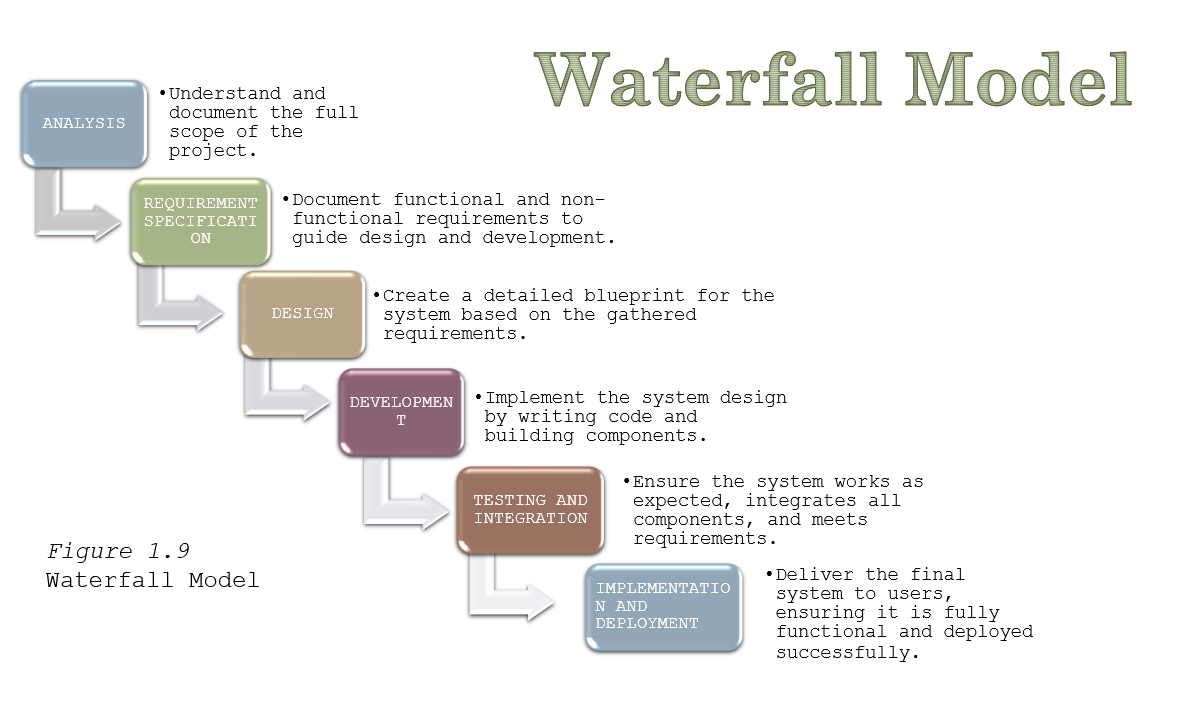 Waterfall Model
ANALYSIS
•Understand and
document the full
scope of the
project.
REQUIREMENT
SPECIFICATI
ON
•Document functional and non-
functional requirements to
guide design and development.
DESIGN
•Create a detailed blueprint for the
system based on the gathered
requirements.
DEVELOPMEN
T
•Implement the system design
by writing code and
building components.
TESTING AND
INTEGRATION
•Ensure the system works as
expected, integrates all
components, and meets
requirements.
IMPLEMENTATIO
N AND
DEPLOYMENT
•Deliver the final
system to users,
ensuring it is fully
functional and deployed
successfully.
Figure 1.9
Waterfall Model